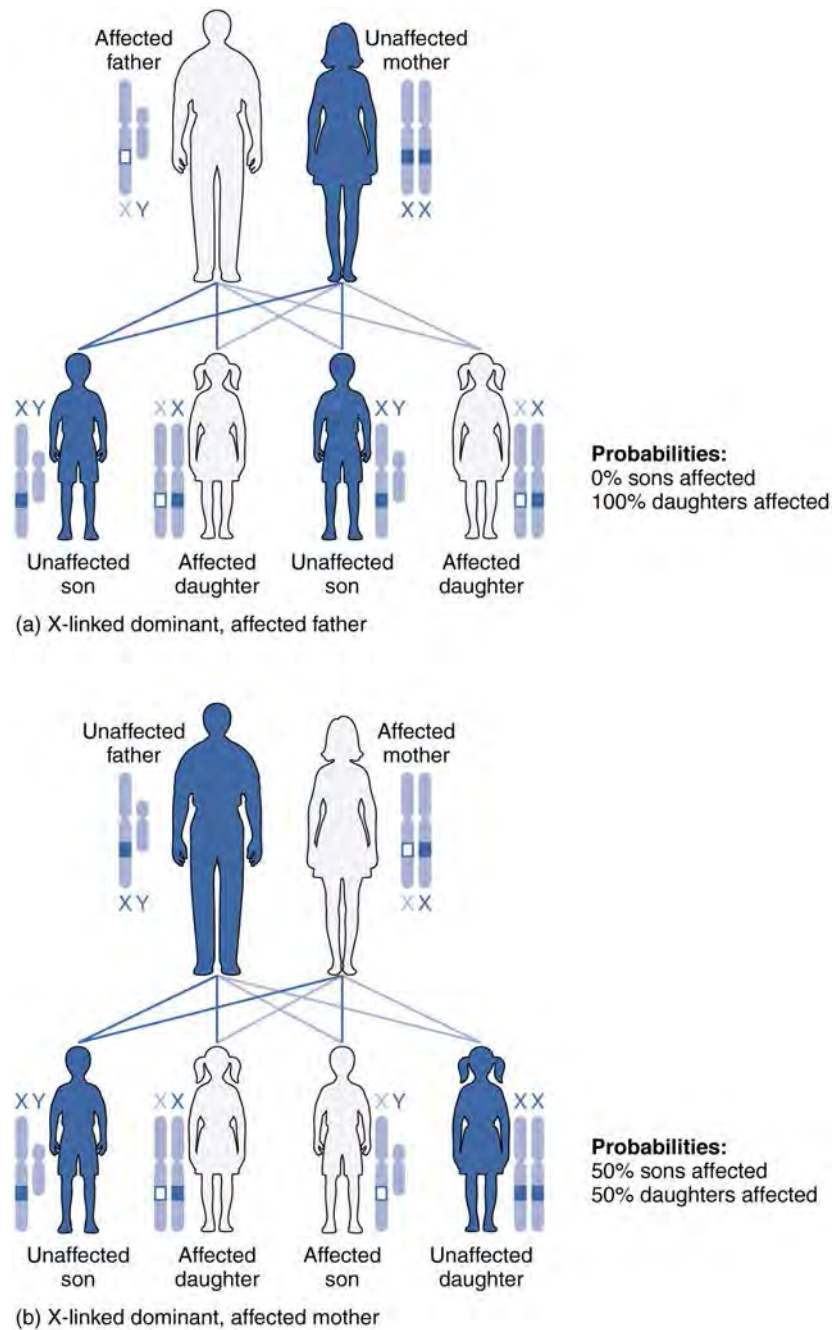 Affected
father
Unaffected
mother
X Y
X X
X Y
X X
X Y
X X
Probabilities:
0% sons affected
100% daughters affected
Unaffected
son
Affected
daughter
Unaffected
son
Affected
daughter
(a) X-linked dominant, affected father
Unaffected
father
Affected
mother
X Y
X X
X Y
X X
X Y
X X
Probabilities:
50% sons affected
50% daughters affected
Unaffected
son
Affected
daughter
Affected
son
Unaffected
daughter
(b) X-linked dominant, affected mother